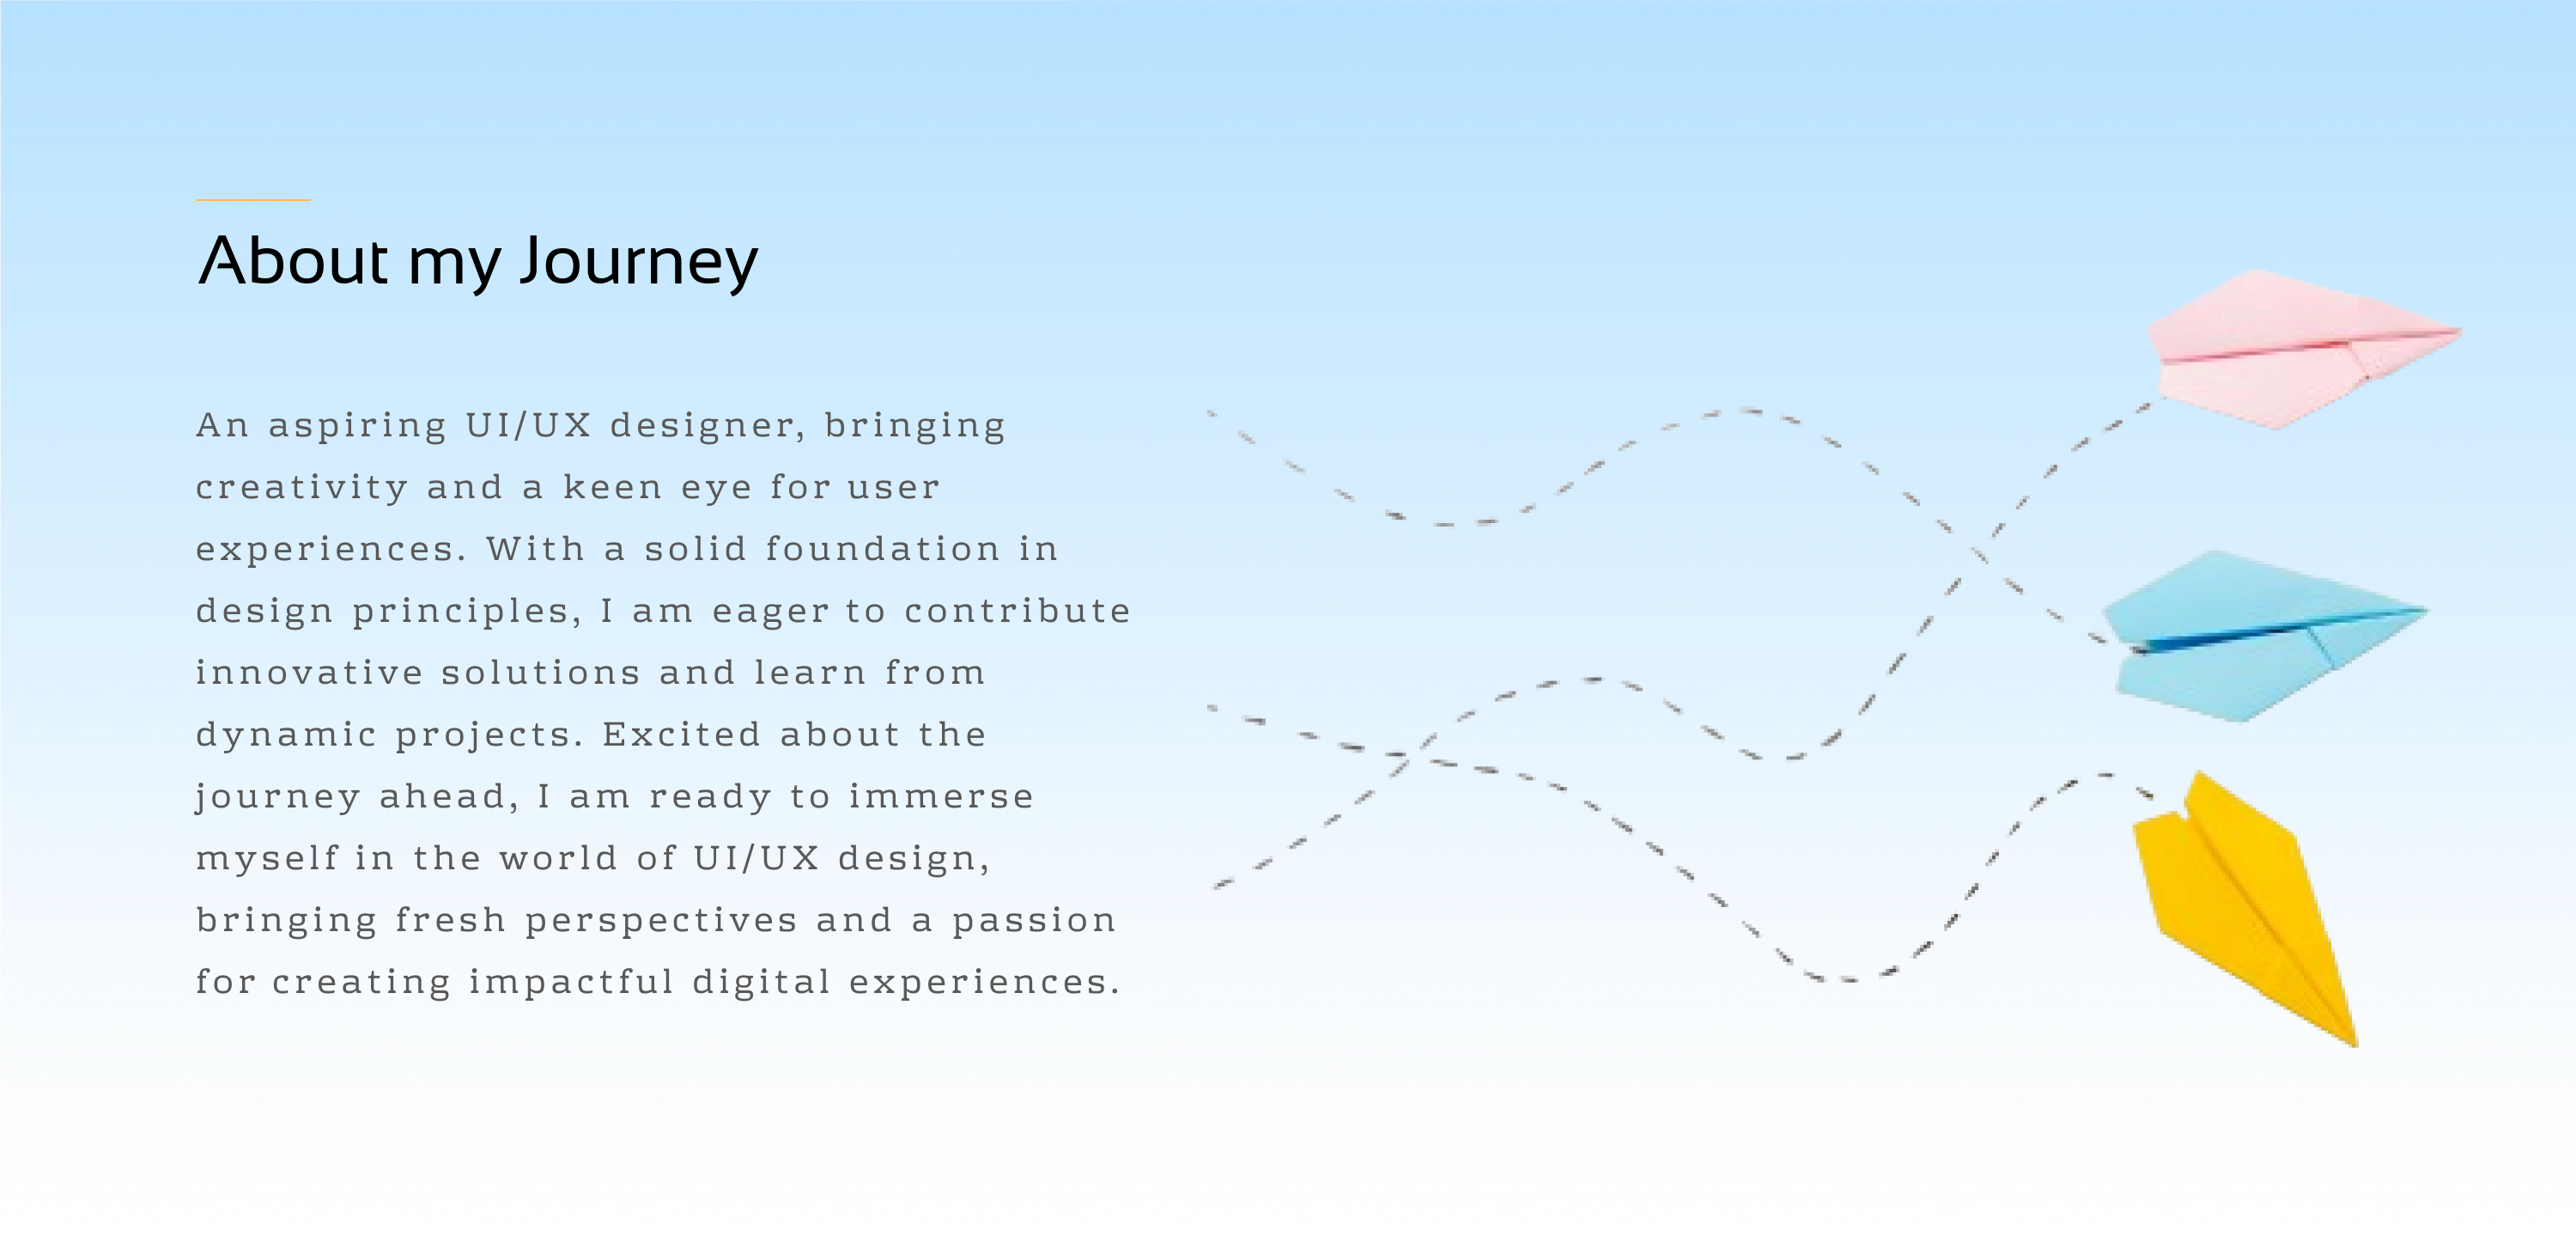 About my Journey
An aspiring UI/UX designer, bringing
creativity and a keen eye for user
experiences. With a solid foundation in
design principles, I am eager to contribute
innovative solutions and learn from
dynamic projects. Excited about the
journey ahead, I am ready to immerse
myself in the world of UI/UX design,
bringing fresh perspectives and a passion
for creating impactful digital experiences.